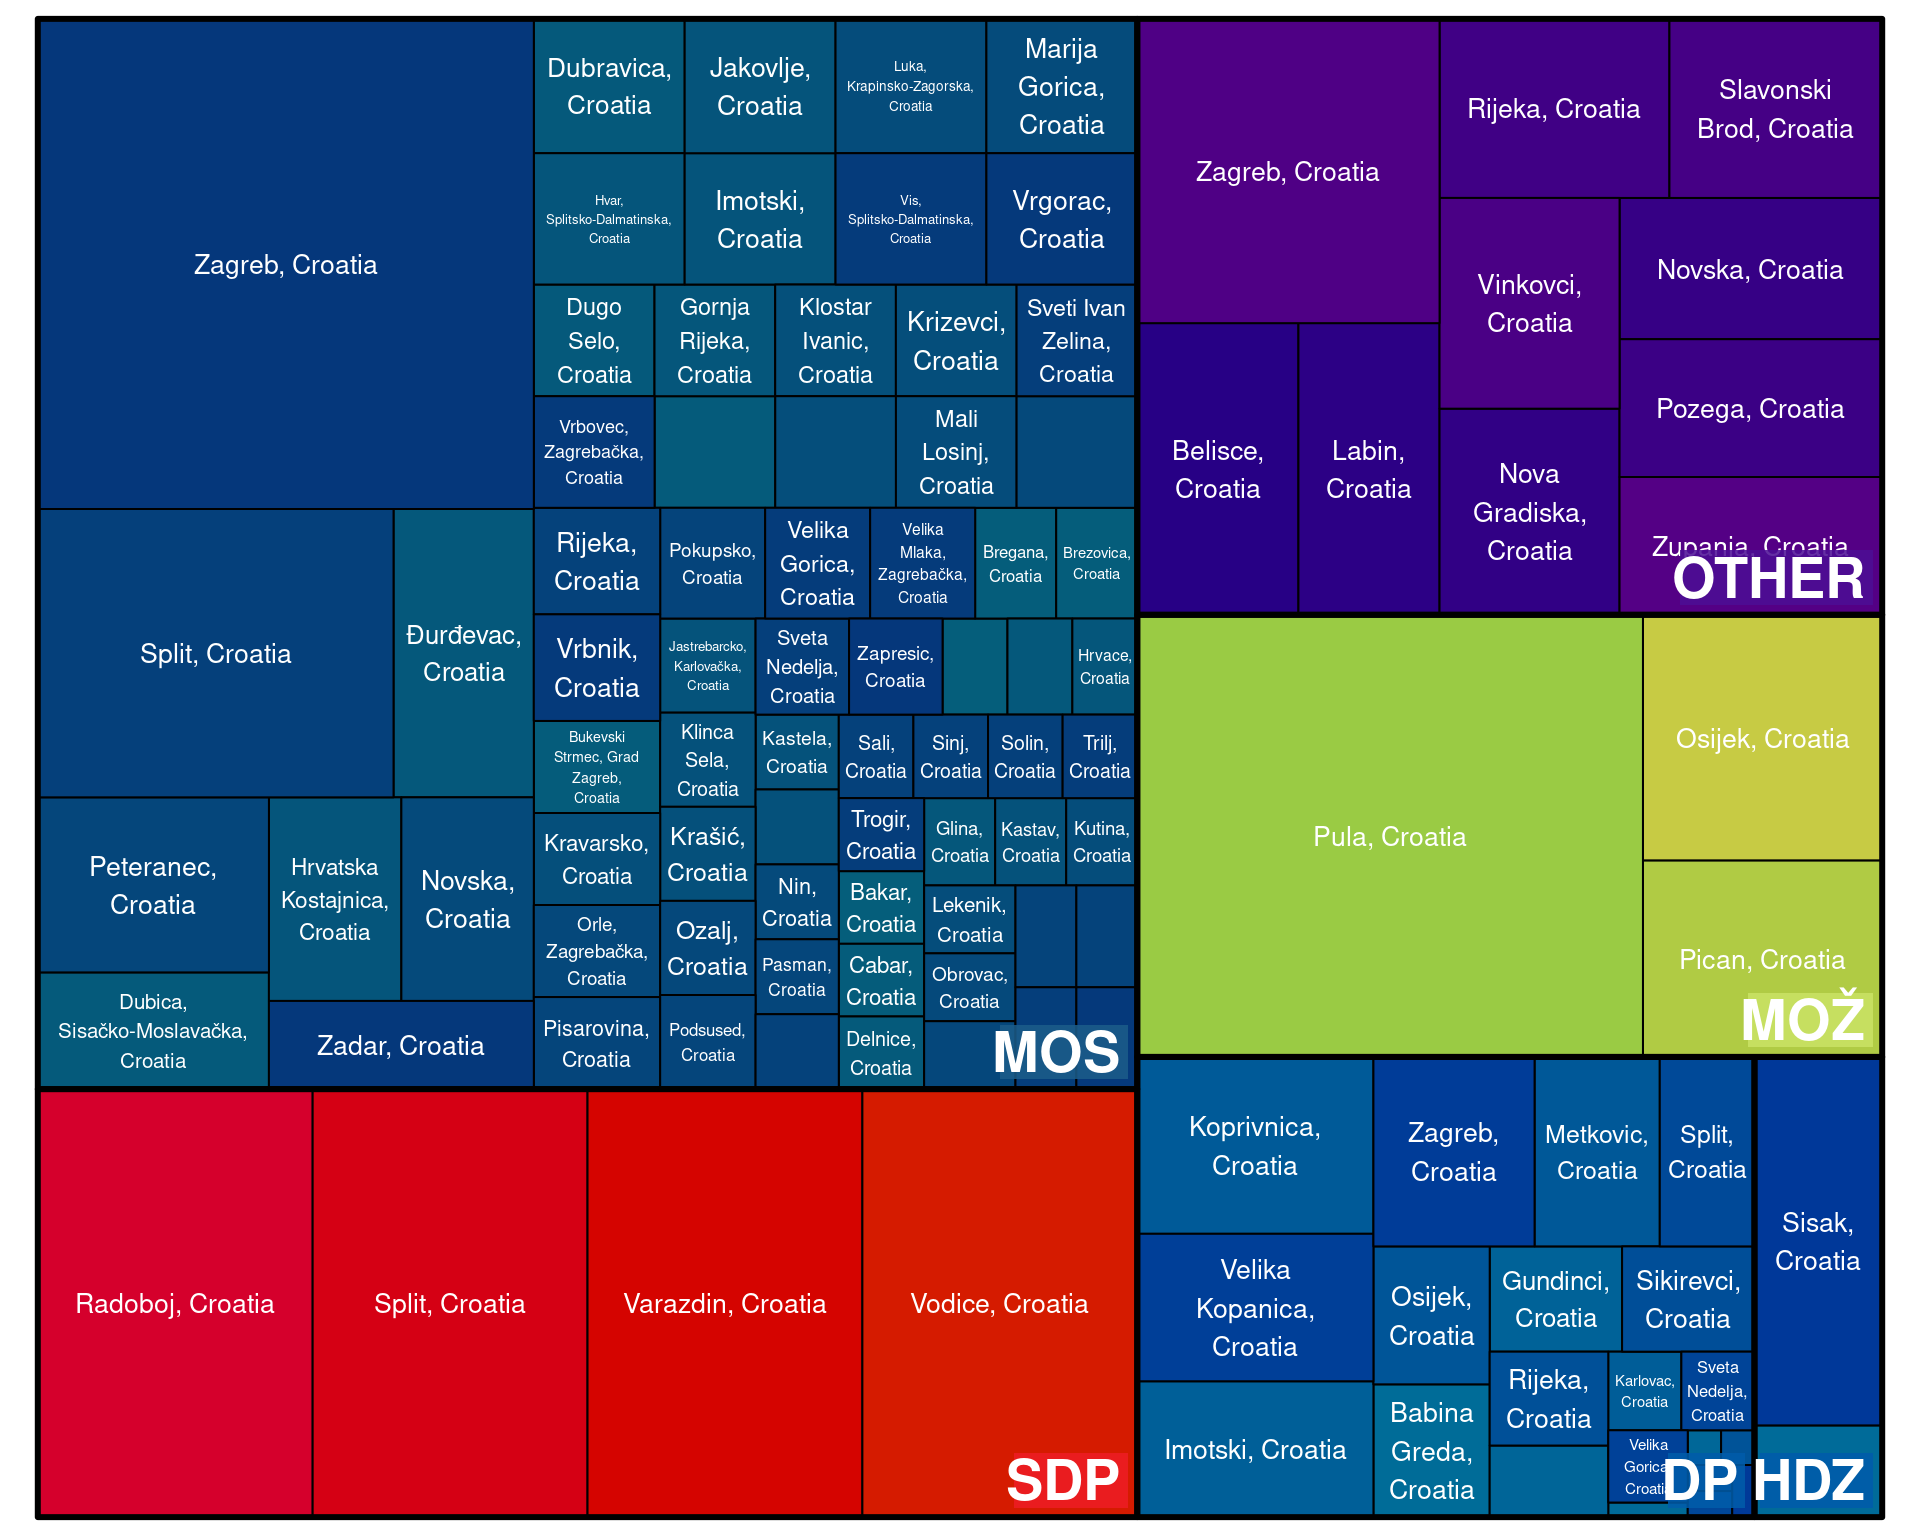 Zagreb, Croatia
Split, Croatia
Đurđevac,
Croatia
Peteranec,
Croatia
Dubica,
Sisačko-Moslavačka,
Croatia
Hrvatska
Kostajnica,
Croatia
Novska,
Croatia
Zadar, Croatia
Dubravica,
Croatia
Jakovlje,
Croatia
Luka,
Krapinsko-Zagorska,
Croatia
Marija
Gorica,
Croatia
Hvar,
Splitsko-Dalmatinska,
Croatia
Imotski,
Croatia
Vis,
Splitsko-Dalmatinska,
Croatia
Vrgorac,
Croatia
Dugo
Selo,
Croatia
Gornja
Rijeka,
Croatia
Klostar
Ivanic,
Croatia
Krizevci,
Croatia
Sveti Ivan
Zelina,
Croatia
Vrbovec,
Zagrebačka,
Croatia
Mali
Losinj,
Croatia
Rijeka,
Croatia
Vrbnik,
Croatia
Bukevski
Strmec, Grad
Zagreb,
Croatia
Kravarsko,
Croatia
Orle,
Zagrebačka,
Croatia
Pisarovina,
Croatia
Pokupsko,
Croatia
Velika
Gorica,
Croatia
Velika
Mlaka,
Zagrebačka,
Croatia
Bregana,
Croatia
Brezovica,
Croatia
Jastrebarcko,
Karlovačka,
Croatia
Klinca
Sela,
Croatia
Krašić,
Croatia
Ozalj,
Croatia
Podsused,
Croatia
Sveta
Nedelja,
Croatia
Zapresic,
Croatia
Hrvace,
Croatia
Kastela,
Croatia
Nin,
Croatia
Pasman,
Croatia
Sali,
Croatia
Sinj,
Croatia
Solin,
Croatia
Trilj,
Croatia
Trogir,
Croatia
Bakar,
Croatia
Cabar,
Croatia
Delnice,
Croatia
Glina,
Croatia
Kastav,
Croatia
Kutina,
Croatia
Lekenik,
Croatia
Obrovac,
Croatia
MOS
Radoboj, Croatia
Split, Croatia
Varazdin, Croatia
Vodice, Croatia
SDP
Zagreb, Croatia
Rijeka, Croatia
Slavonski
Brod, Croatia
Belisce,
Croatia
Labin,
Croatia
Vinkovci,
Croatia
Nova
Gradiska,
Croatia
Novska, Croatia
Pozega, Croatia
Zupanja, Croatia
OTHER
Pula, Croatia
Osijek, Croatia
Pican, Croatia
MOŽ
Koprivnica,
Croatia
Velika
Kopanica,
Croatia
Imotski, Croatia
Zagreb,
Croatia
Metkovic,
Croatia
Split,
Croatia
Osijek,
Croatia
Babina
Greda,
Croatia
Gundinci,
Croatia
Sikirevci,
Croatia
Rijeka,
Croatia
Karlovac,
Croatia
Sveta
Nedelja,
Croatia
Velika
Gorica,
Croatia
DP
Sisak,
Croatia
HDZ